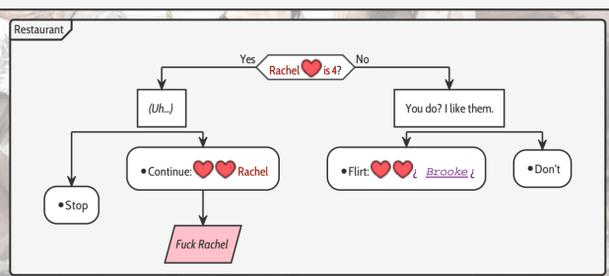 Restaurant
Yes
Rachel ❤ is 4?
No
(Uh...)
You do? I like them.
•Continue: ❤❤ Rachel
•Flirt: ❤❤¿ Brooke¿
•Don't
•Stop
Fuck Rachel